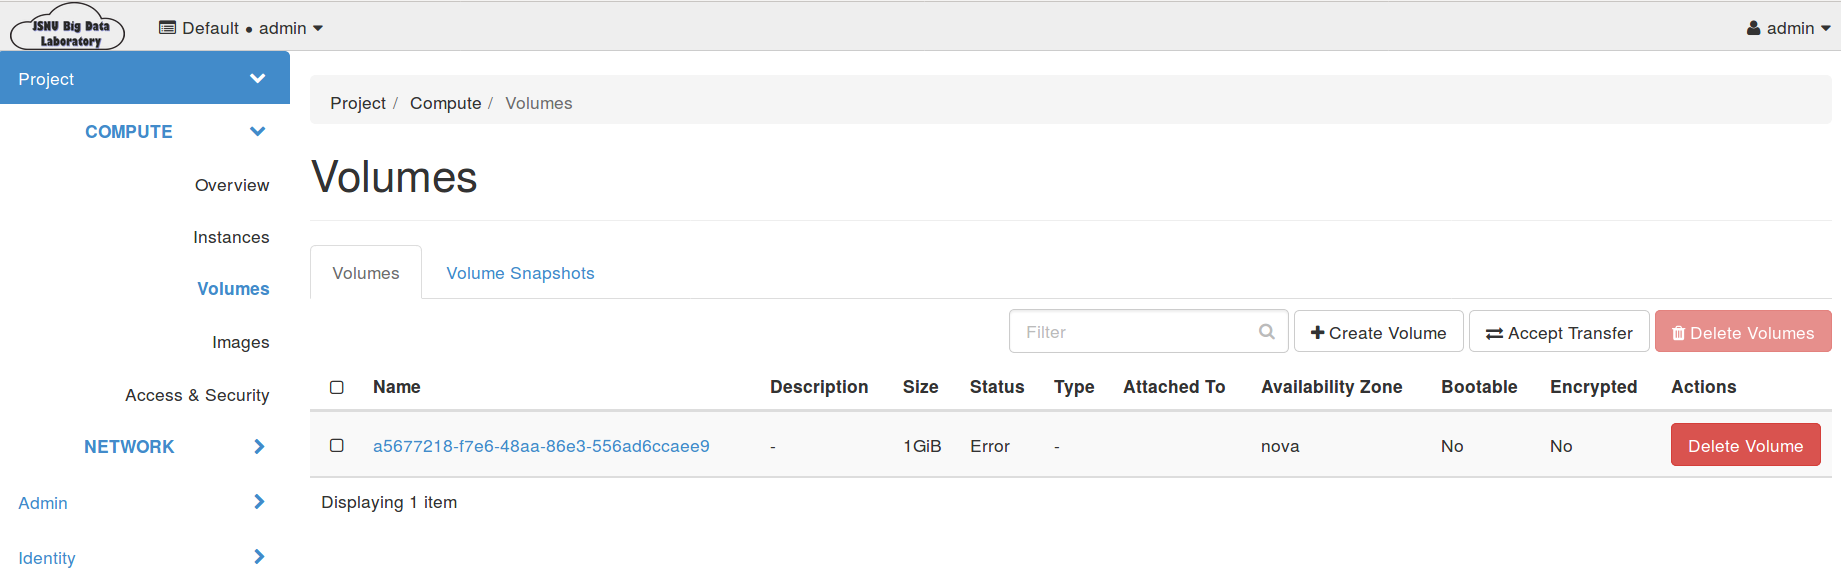 JSNU Big Data
Laboratory
Default • admin
admin
Project
COMPUTE
Overview
Instances
Volumes
Images
Access & Security
NETWORK
Admin
Identity
Project / Compute / Volumes
Volumes
Volumes Volume Snapshots
Filter Create Volume Accept Transfer Delete Volumes
Name Description Size Status Type Attached To Availability Zone Bootable Encrypted Actions
a5677218-f7e6-48aa-86e3-556ad6ccaee9 - 1GiB Error - nova No No Delete Volume
Displaying 1 item